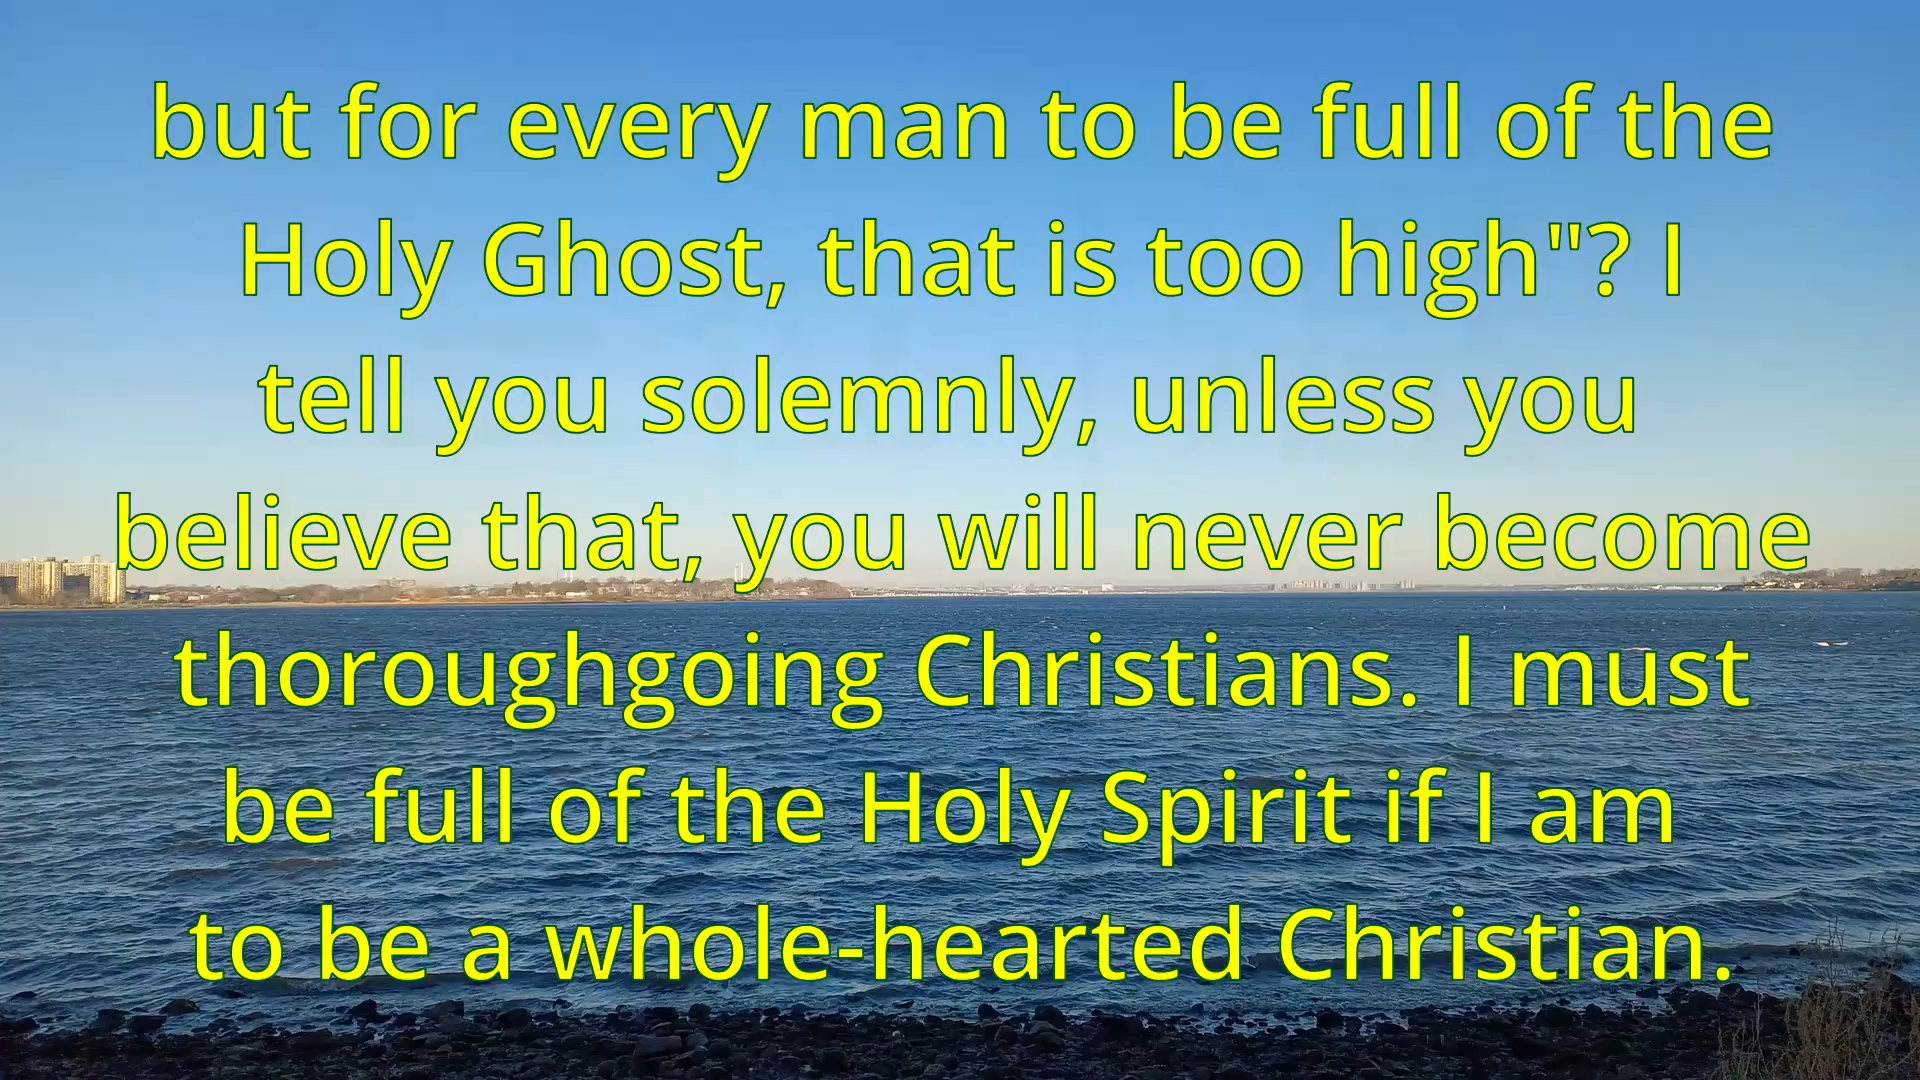 but for every man to be full of the
Holy Ghost, that is too high"? I
tell you solemnly, unless you
believe that, you will never become
thoroughgoing Christians. I must
be full of the Holy Spirit if I am
to be a whole-hearted Christian.